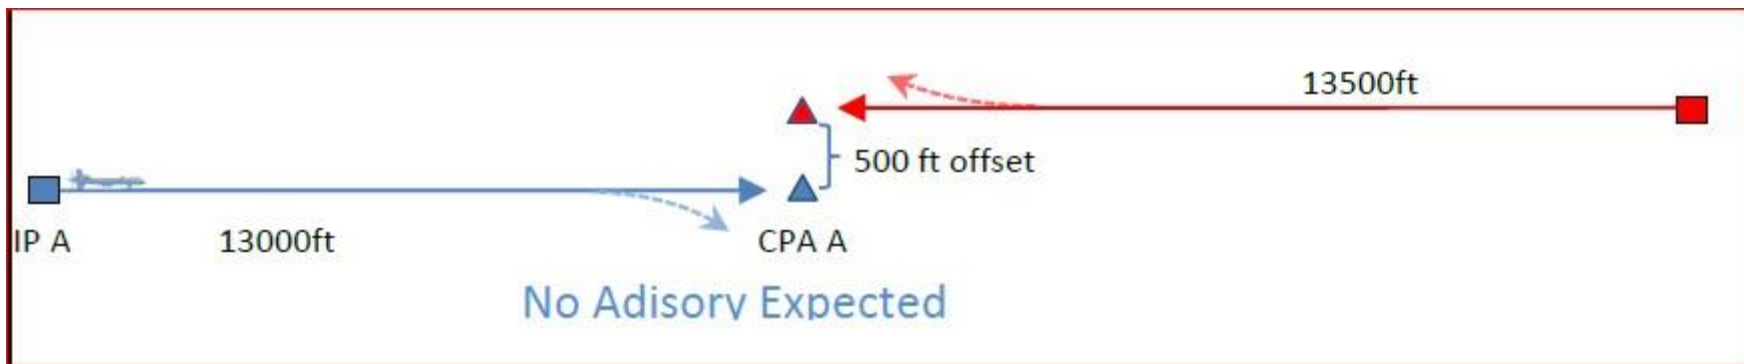 13500ft
500 ft offset
IP A
13000ft
CPA A
No Adisory Expected